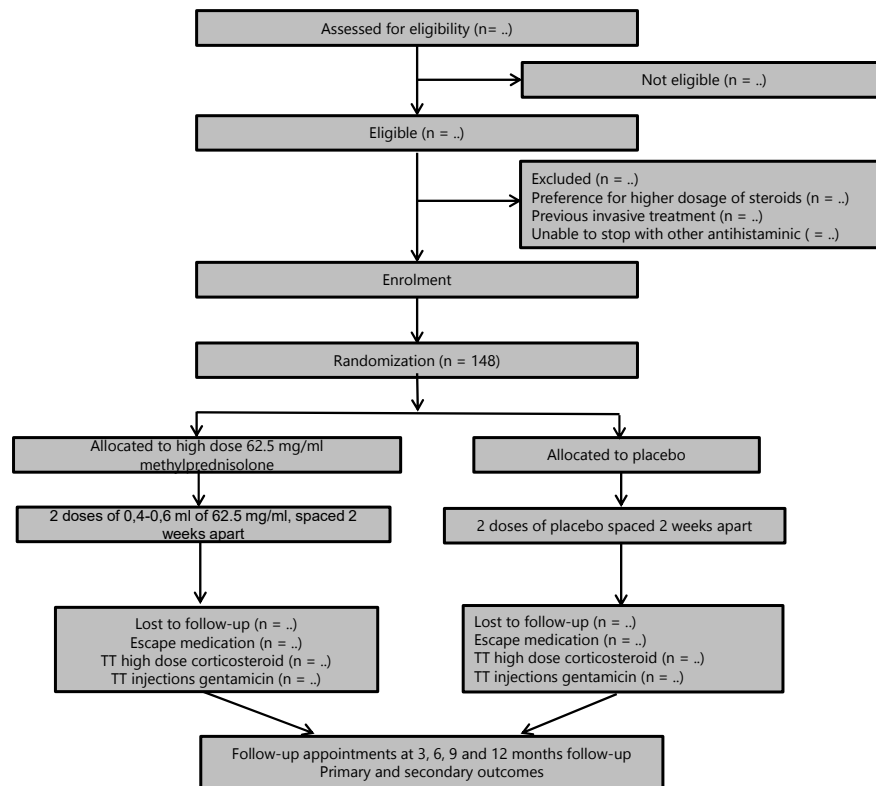 Assessed for eligibility (n= ..)
Not eligible (n = ..)
Eligible (n = ..)
Excluded (n = ..)
Preference for higher dosage of steroids (n = ..)
Previous invasive treatment (n = ..)
Unable to stop with other antihistaminic ( = ..)
Enrolment
Randomization (n = 148)
Allocated to high dose 62.5 mg/ml
methylprednisolone
2 doses of 0,4-0,6 ml of 62.5 mg/ml, spaced 2
weeks apart
Lost to follow-up (n = ..)
Escape medication (n = ..)
TT high dose corticosteroid (n = ..)
TT injections gentamicin (n = ..)
Allocated to placebo
2 doses of placebo spaced 2 weeks apart
Lost to follow-up (n = ..)
Escape medication (n = ..)
TT high dose corticosteroid (n = ..)
TT injections gentamicin (n = ..)
Follow-up appointments at 3, 6, 9 and 12 months follow-up
Primary and secondary outcomes